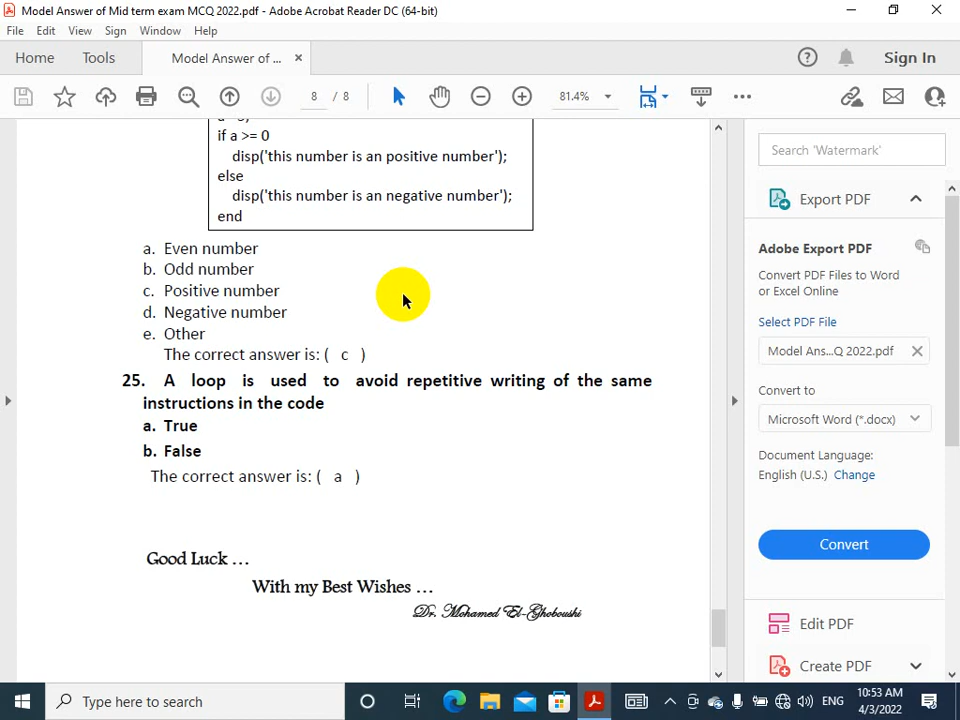 Model Answer of Mid term exam MCQ 2022.pdf - Adobe Acrobat Reader DC (64-bit)
File Edit View Sign Window Help
Home Tools Model Answer of ... × Sign In
8 / 8 81.4%
if a >= 0
disp('this number is an positive number');
else
disp('this number is an negative number');
end
a. Even number
b. Odd number
c. Positive number
d. Negative number
e. Other
The correct answer is: ( c )
25. A loop is used to avoid repetitive writing of the same
instructions in the code
a. True
b. False
The correct answer is: ( a )
Good Luck ...
With my Best Wishes ...
Dr. Mohamed El-Ghoboushi
Search 'Watermark'
Export PDF
Adobe Export PDF
Convert PDF Files to Word
or Excel Online
Select PDF File
Model Ans...Q 2022.pdf
Convert to
Microsoft Word (*.docx)
Document Language:
English (U.S.) Change
Convert
Edit PDF
Create PDF
Type here to search
ENG
10:53 AM
4/3/2022